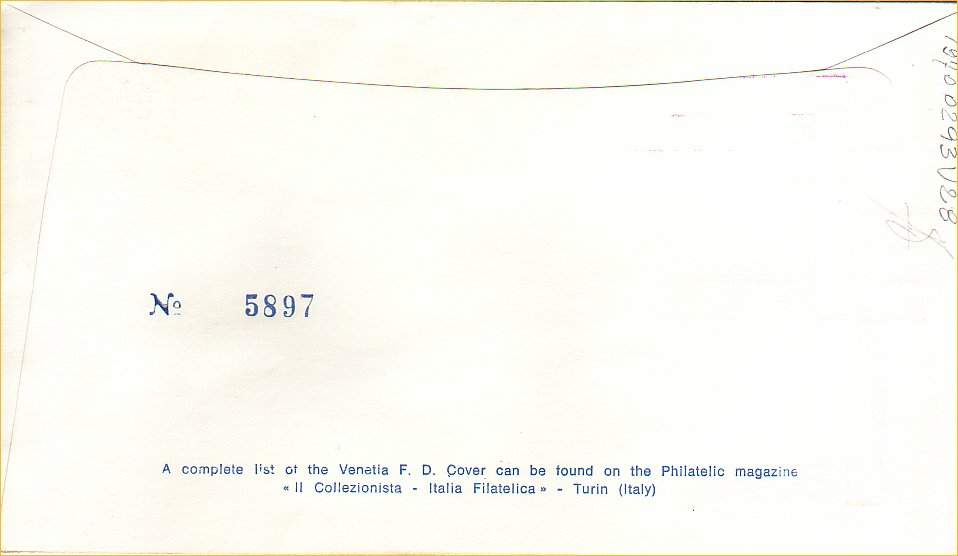 Nº 5897
A complete list of the Venetia F. D. Cover can be found on the Philatelic magazine
« Il Collezionista - Italia Filatelica » - Turin (Italy)